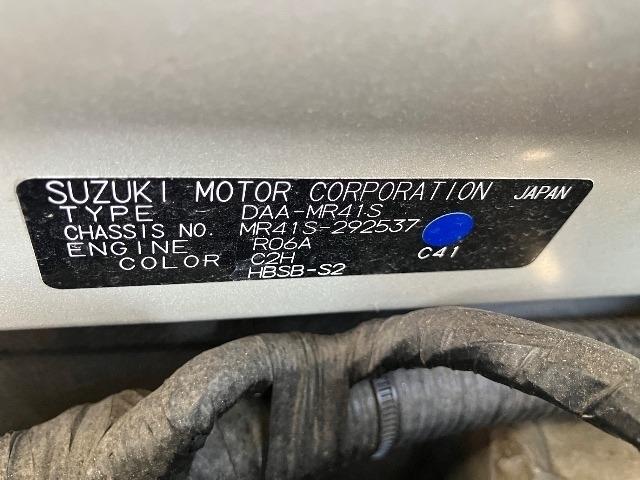 SUZUKI MOTOR CORPORATION JAPAN
TYPE DAA-MR41S
CHASSIS NO. MR41S-292537
ENGINE R06A
COLOR C2H C41
HBSB-S2